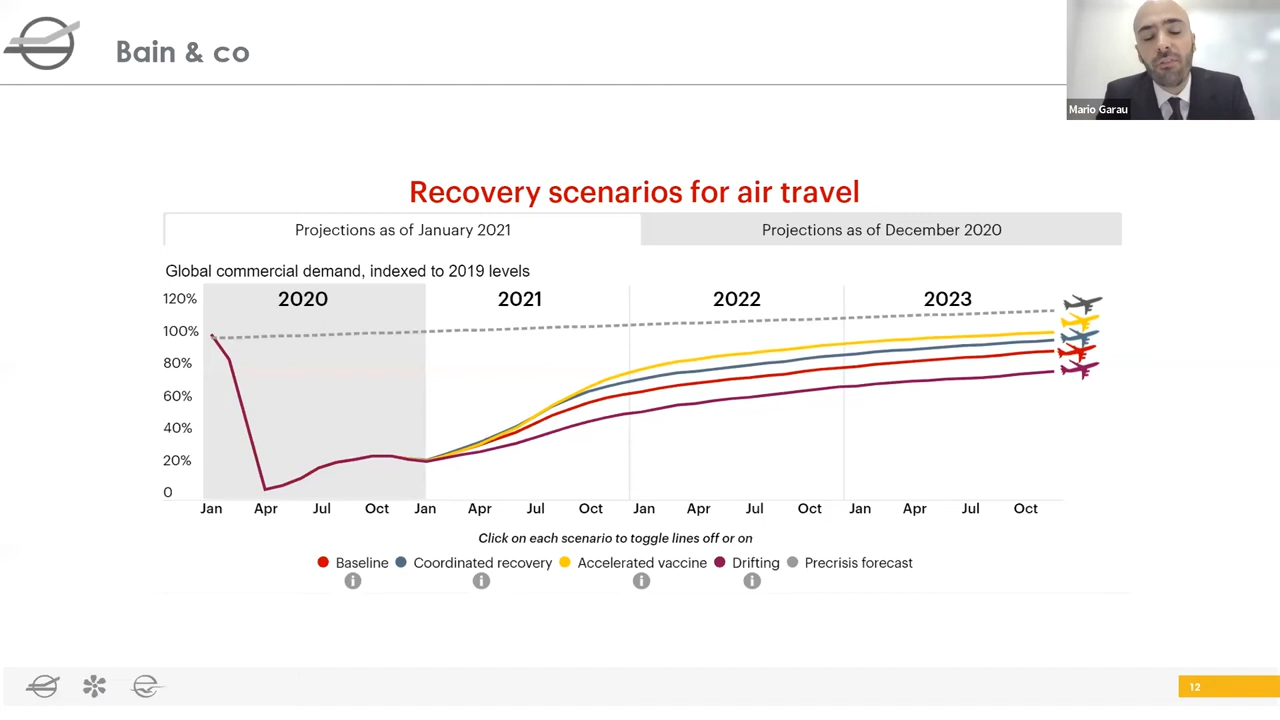 Bain & co
Mario Garau
Recovery scenarios for air travel
Projections as of January 2021
Projections as of December 2020
Global commercial demand, indexed to 2019 levels
120%
100%
80%
60%
40%
20%
0
2020
2021
2022
2023
Jan Apr Jul Oct Jan Apr Jul Oct Jan Apr Jul Oct Jan Apr Jul Oct
Click on each scenario to toggle lines off or on
Baseline Coordinated recovery Accelerated vaccine Drifting Precrisis forecast
i i i i
12